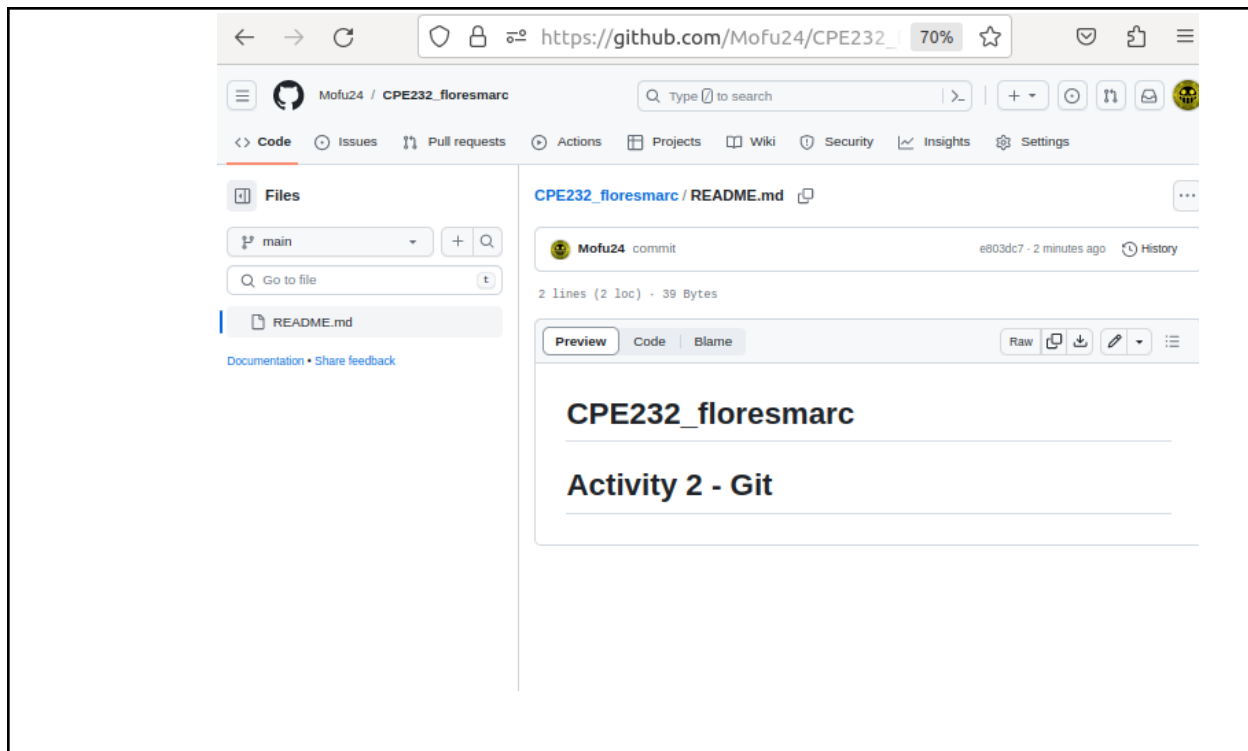 https://github.com/Mofu24/CPE232_ 70%
Mofu24 / CPE232_floresmarc Type / to search
Code Issues Pull requests Actions Projects Wiki Security Insights Settings
Files
main
Go to file t
README.md
Documentation • Share feedback
CPE232_floresmarc / README.md
Mofu24 commit e803dc7 · 2 minutes ago History
2 lines (2 loc) · 39 Bytes
Preview Code Blame Raw
CPE232_floresmarc
Activity 2 - Git